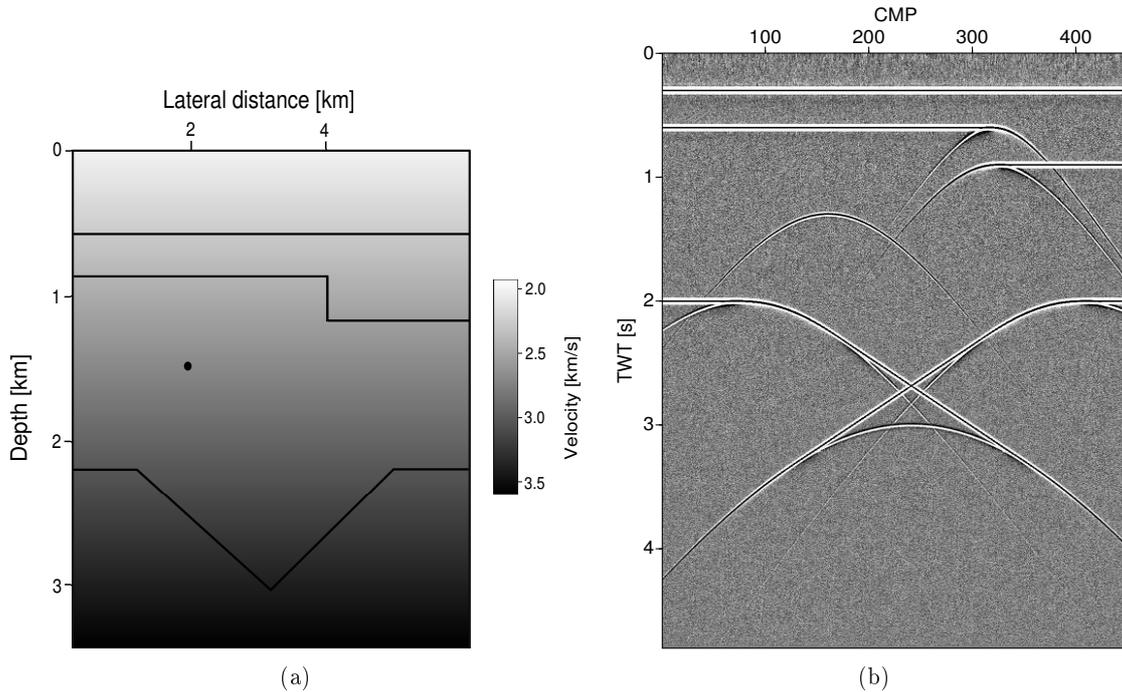 Lateral distance [km]
2 4
0
1
2
3
Depth [km]
2.0
2.5
3.0
3.5
Velocity [km/s]
(a)
CMP
100 200 300 400
0
1
2
3
4
TWT [s]
(b)